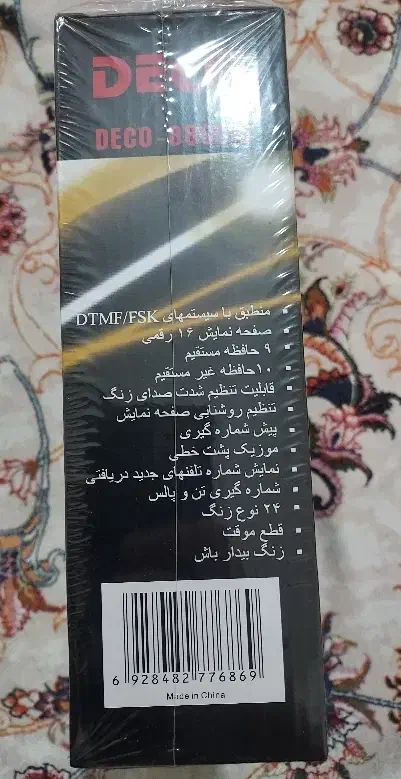 DECO
DECO
منطبق با سیستمهای DTMF/FSK
صفحه نمایش ۱۶ رقمی
۹ حافظه مستقیم
۱۰حافظه غیر مستقیم
قابلیت تنظیم شدت صدای زنگ
تنظیم روشنایی صفحه نمایش
پیش شماره گیری
موزیک پشت خطی
نمایش شماره تلفنهای جدید دریافتی
شماره گیری تن و پالس
۲۴ نوع زنگ
قطع موقت
زنگ بیدار باش
6 928482 776869
Made in China